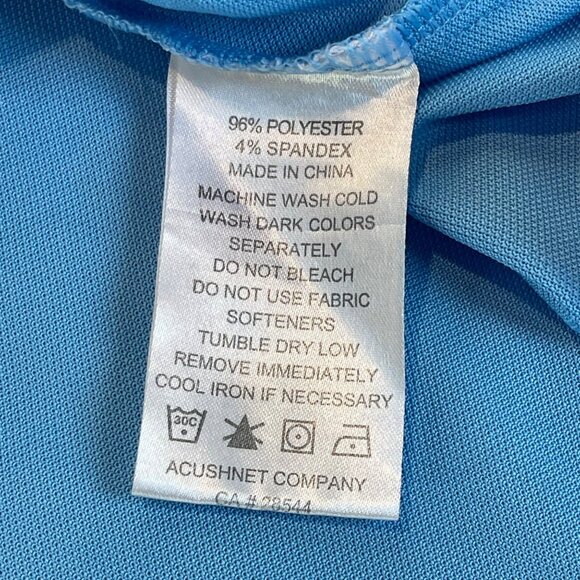 96% POLYESTER
4% SPANDEX
MADE IN CHINA
MACHINE WASH COLD
WASH DARK COLORS
SEPARATELY
DO NOT BLEACH
DO NOT USE FABRIC
SOFTENERS
TUMBLE DRY LOW
REMOVE IMMEDIATELY
COOL IRON IF NECESSARY
30C
ACUSHNET COMPANY
CA # 28544